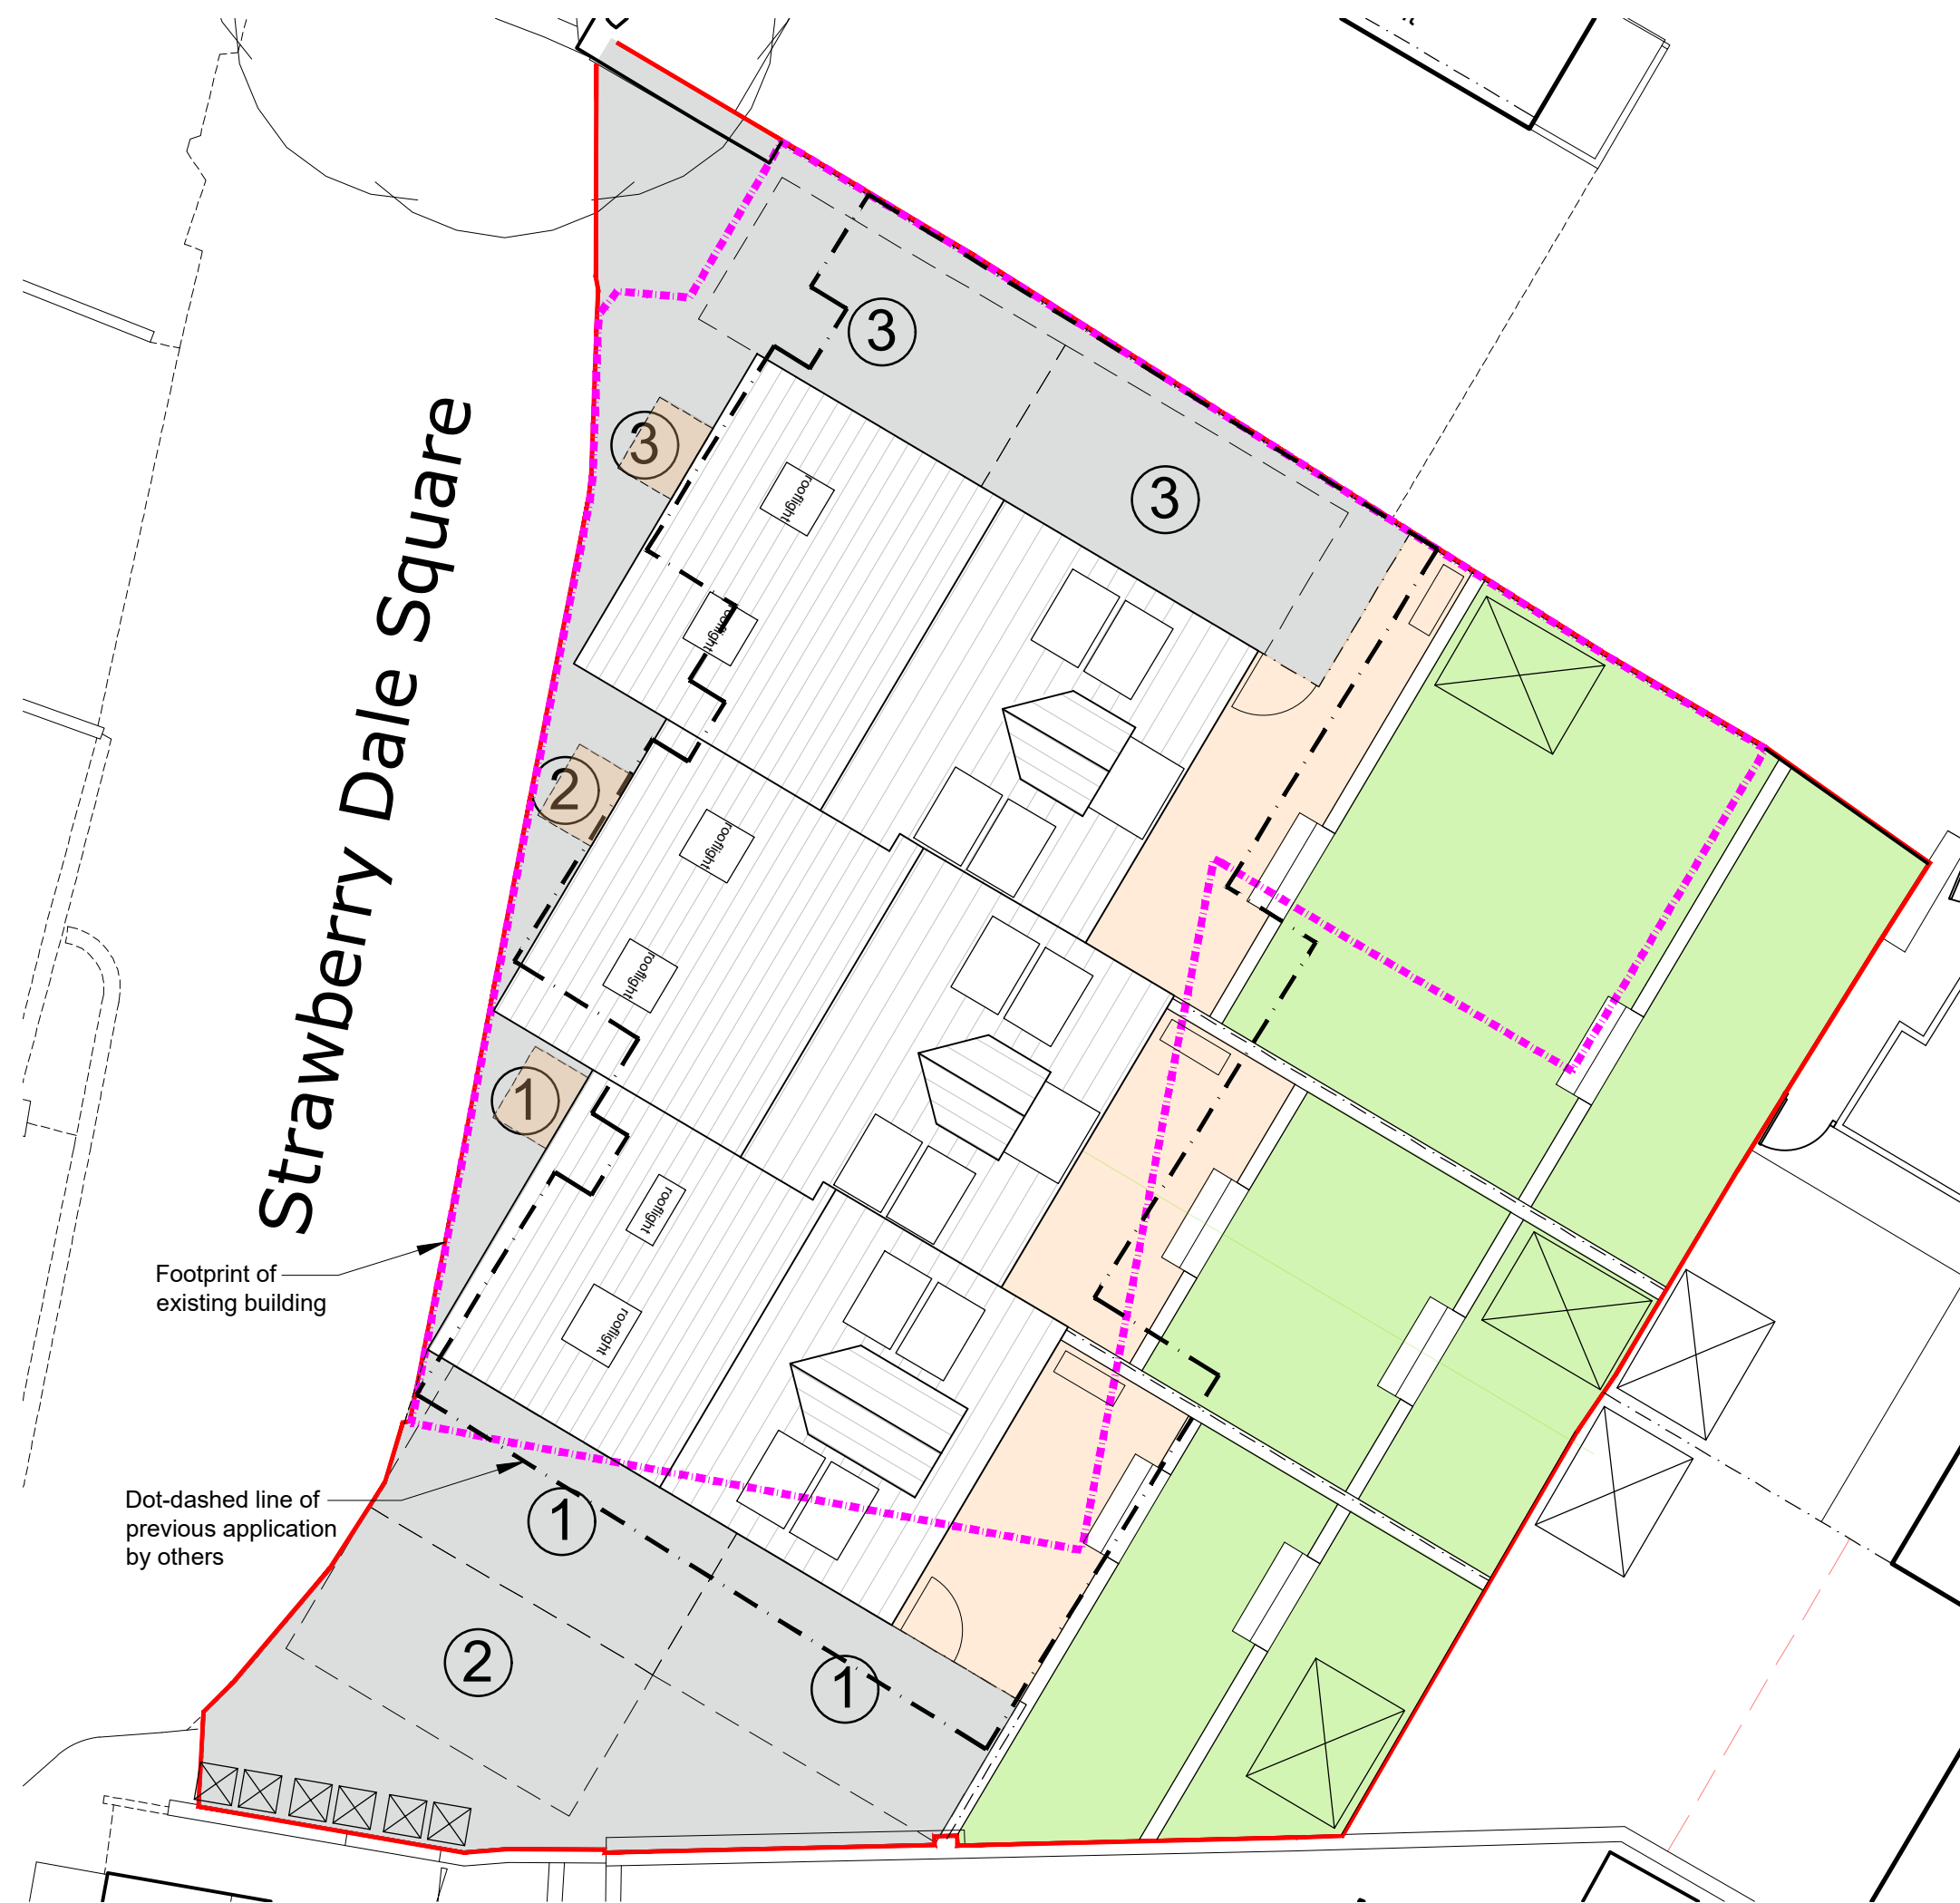 3
3
3
rooflight
rooflight
Strawberry Dale Square
2
rooflight
rooflight
1
rooflight
Footprint of
existing building
rooflight
Dot-dashed line of
previous application
by others
1
2
1